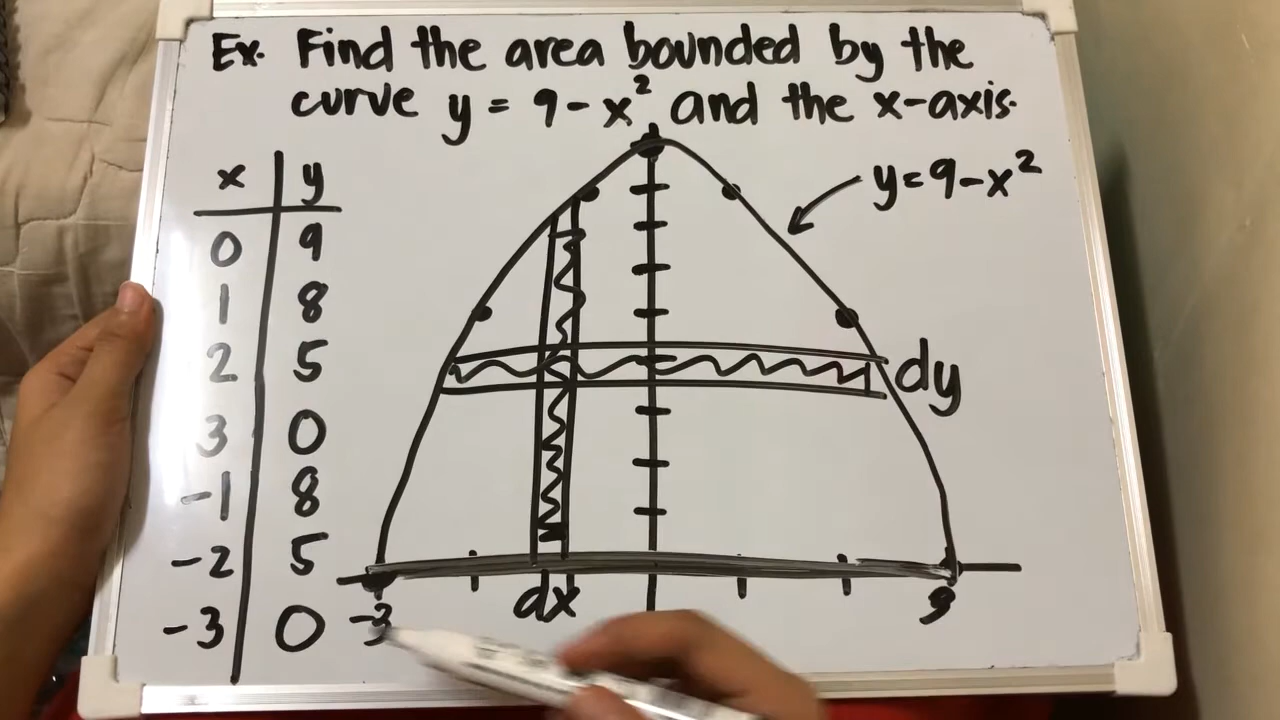 Ex. Find the area bounded by the
curve y = 9 - x² and the x-axis.
x y
0 9
1 8
2 5
3 0
-1 8
-2 5
-3 0
y = 9 - x²
dy
-3 dx 3